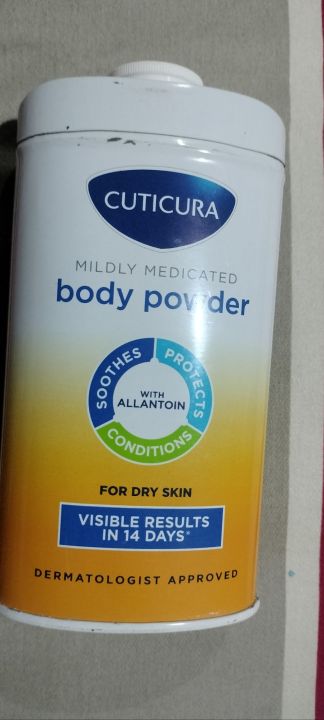 CUTICURA
MILDLY MEDICATED
body powder
SOOTHES
PROTECTS
CONDITIONS
WITH
ALLANTOIN
FOR DRY SKIN
VISIBLE RESULTS
IN 14 DAYS*
DERMATOLOGIST APPROVED